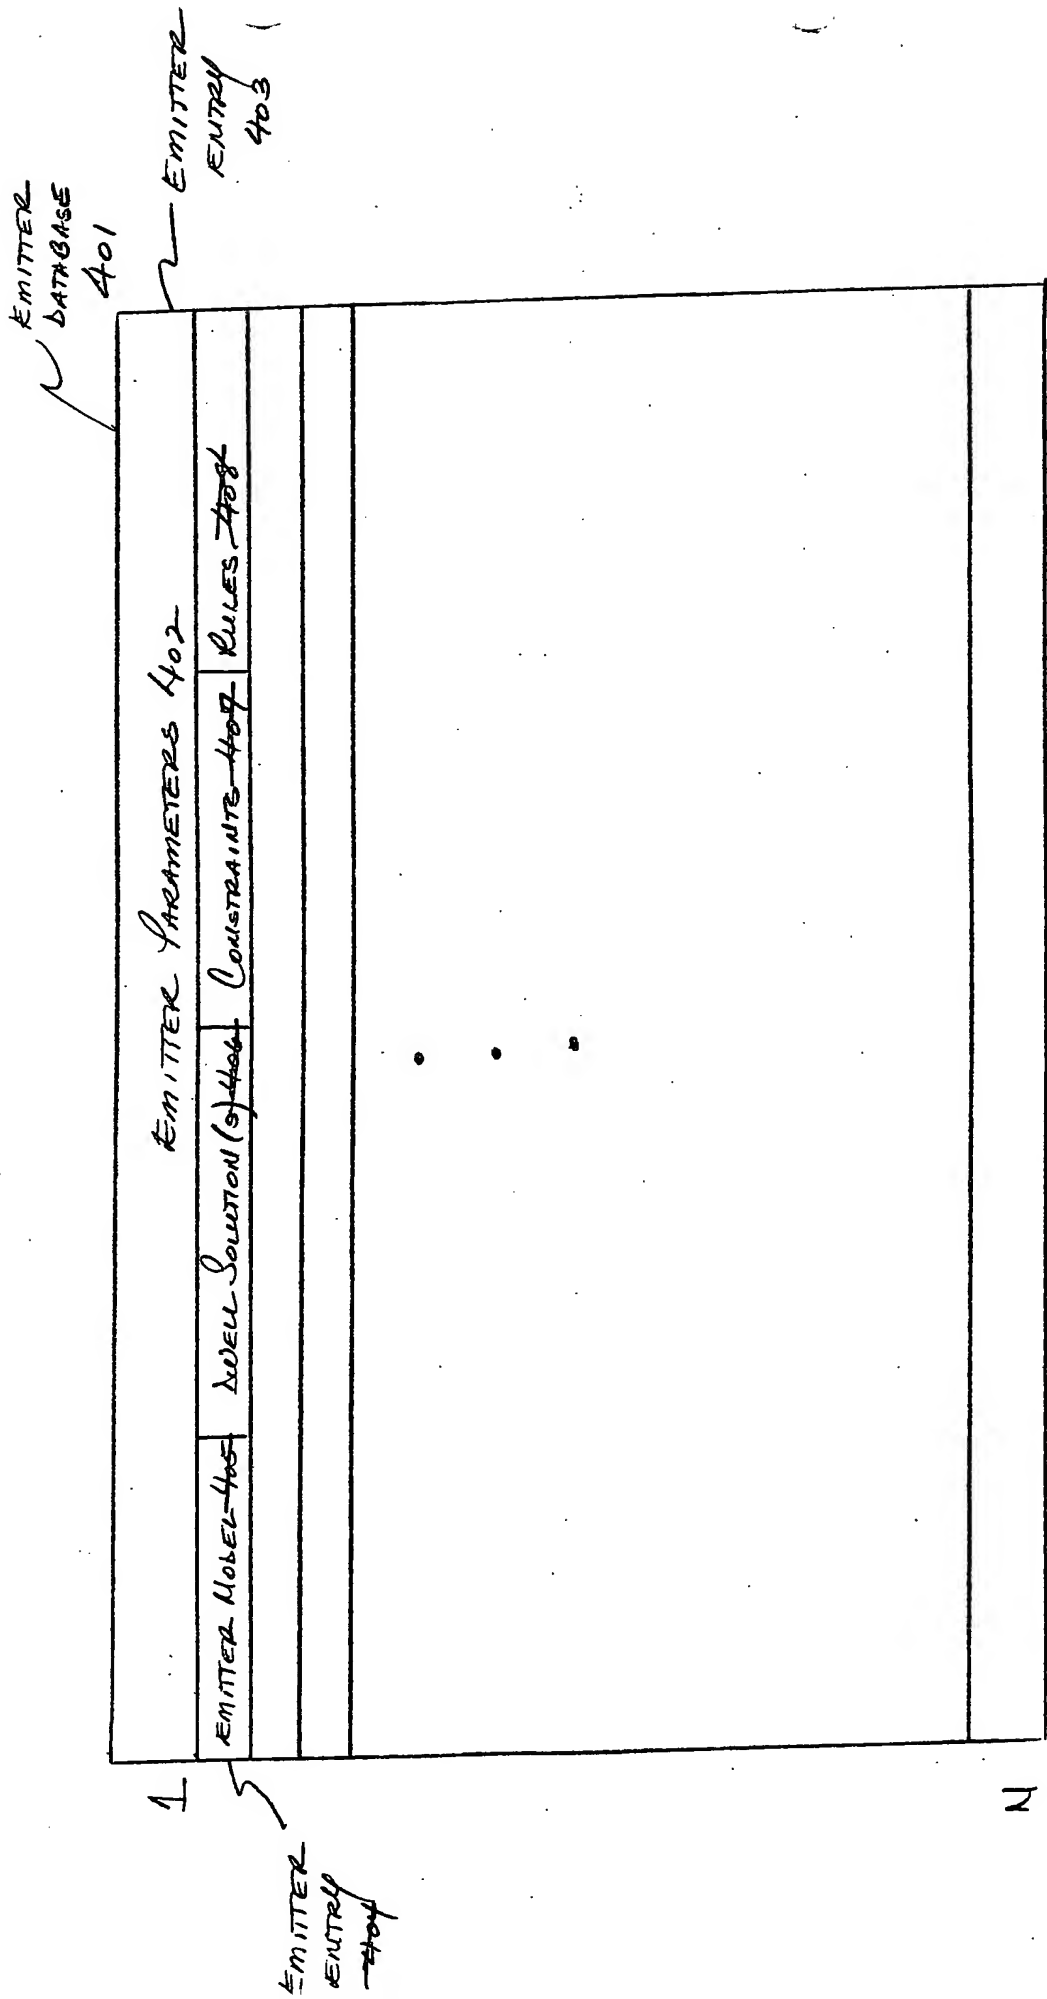 EMITTER
DATABASE
401
EMITTER
ENTRY
403
EMITTER PARAMETERS 402
1
EMITTER MODEL 405 DWELL SOLUTION(S) 406 CONSTRAINTS 407 RULES 408
EMITTER
ENTRY
404
N